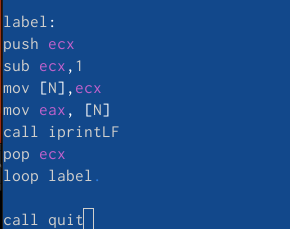 label:
push ecx
sub ecx,1
mov [N],ecx
mov eax, [N]
call iprintLF
pop ecx
loop label
call quit